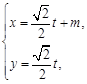 x = √2/2 t + m,
y = √2/2 t,